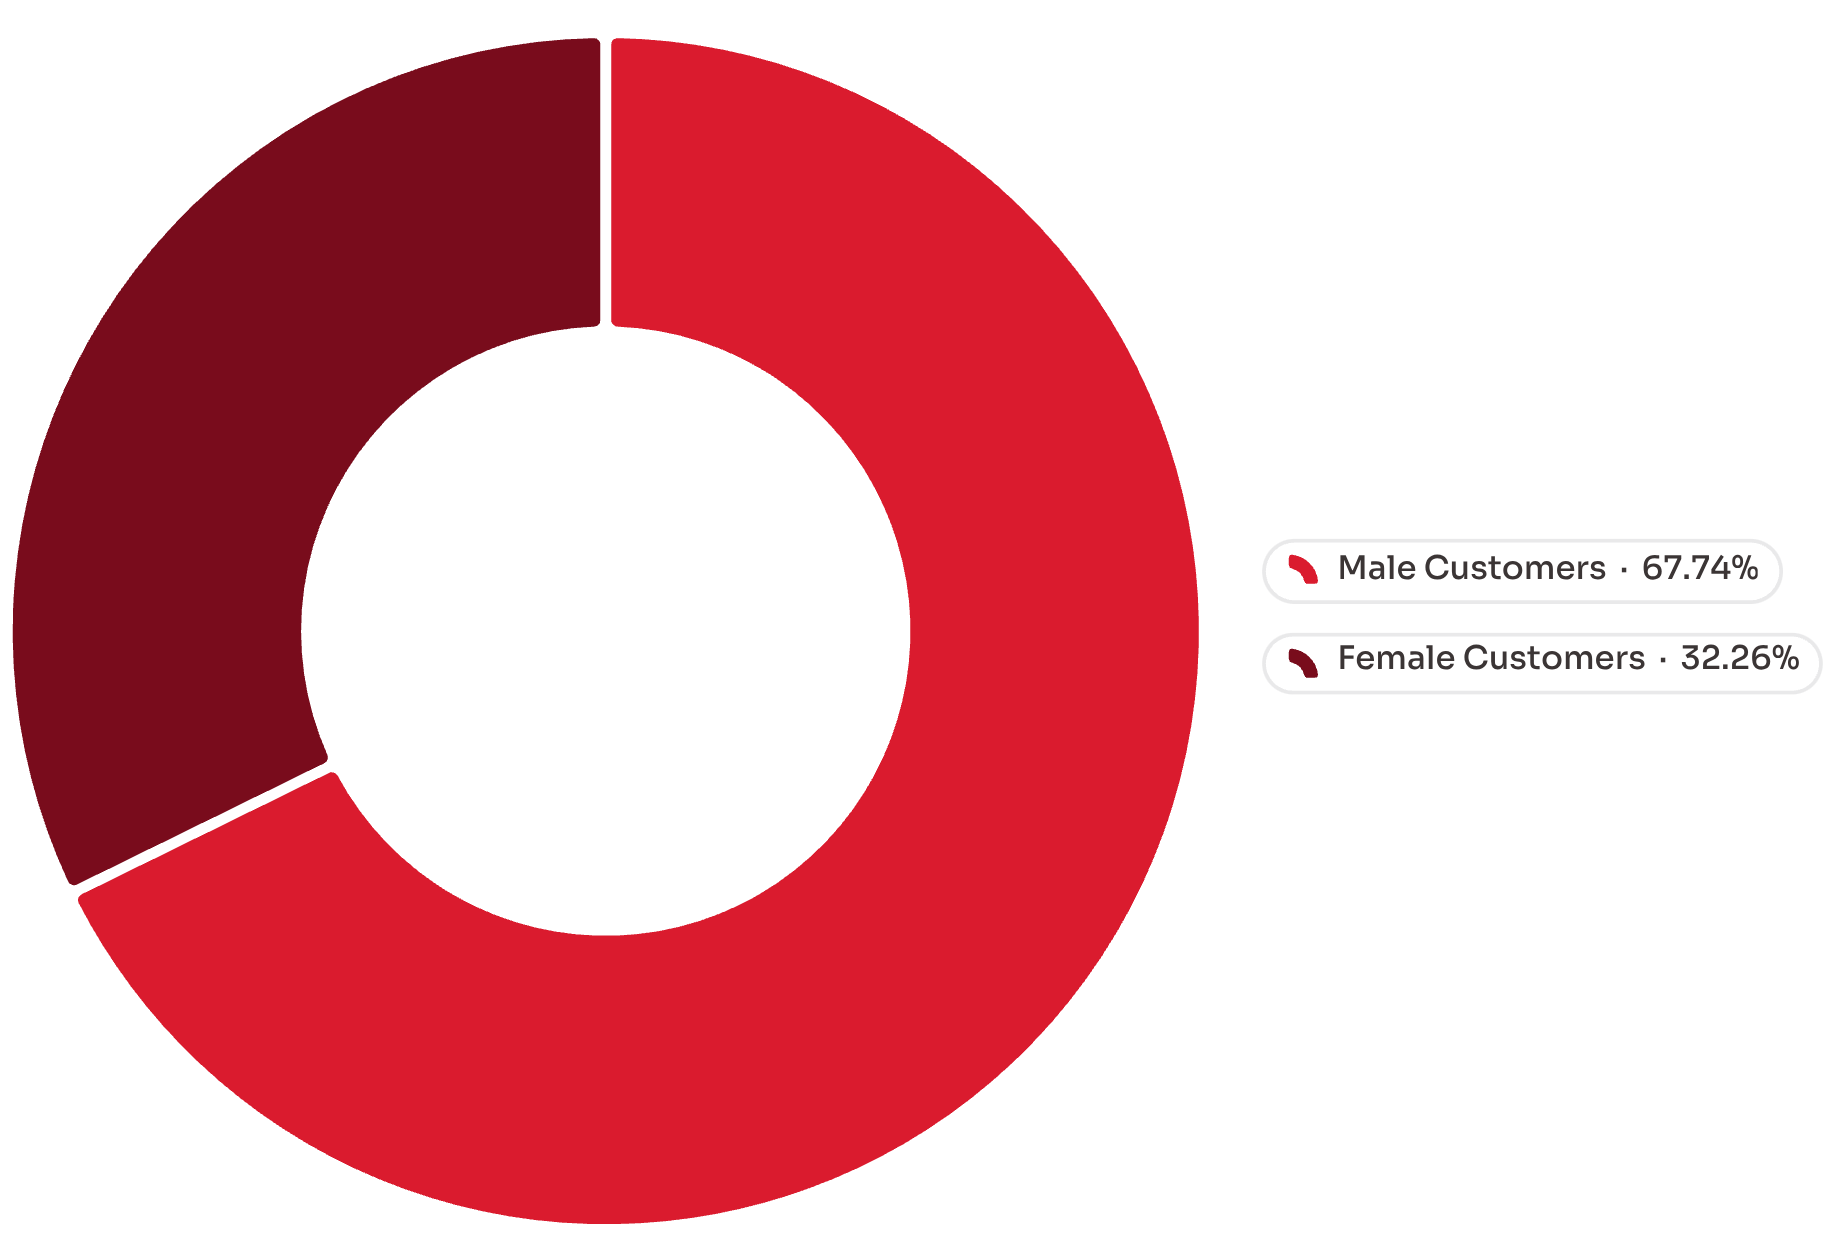 Male Customers · 67.74%
Female Customers · 32.26%